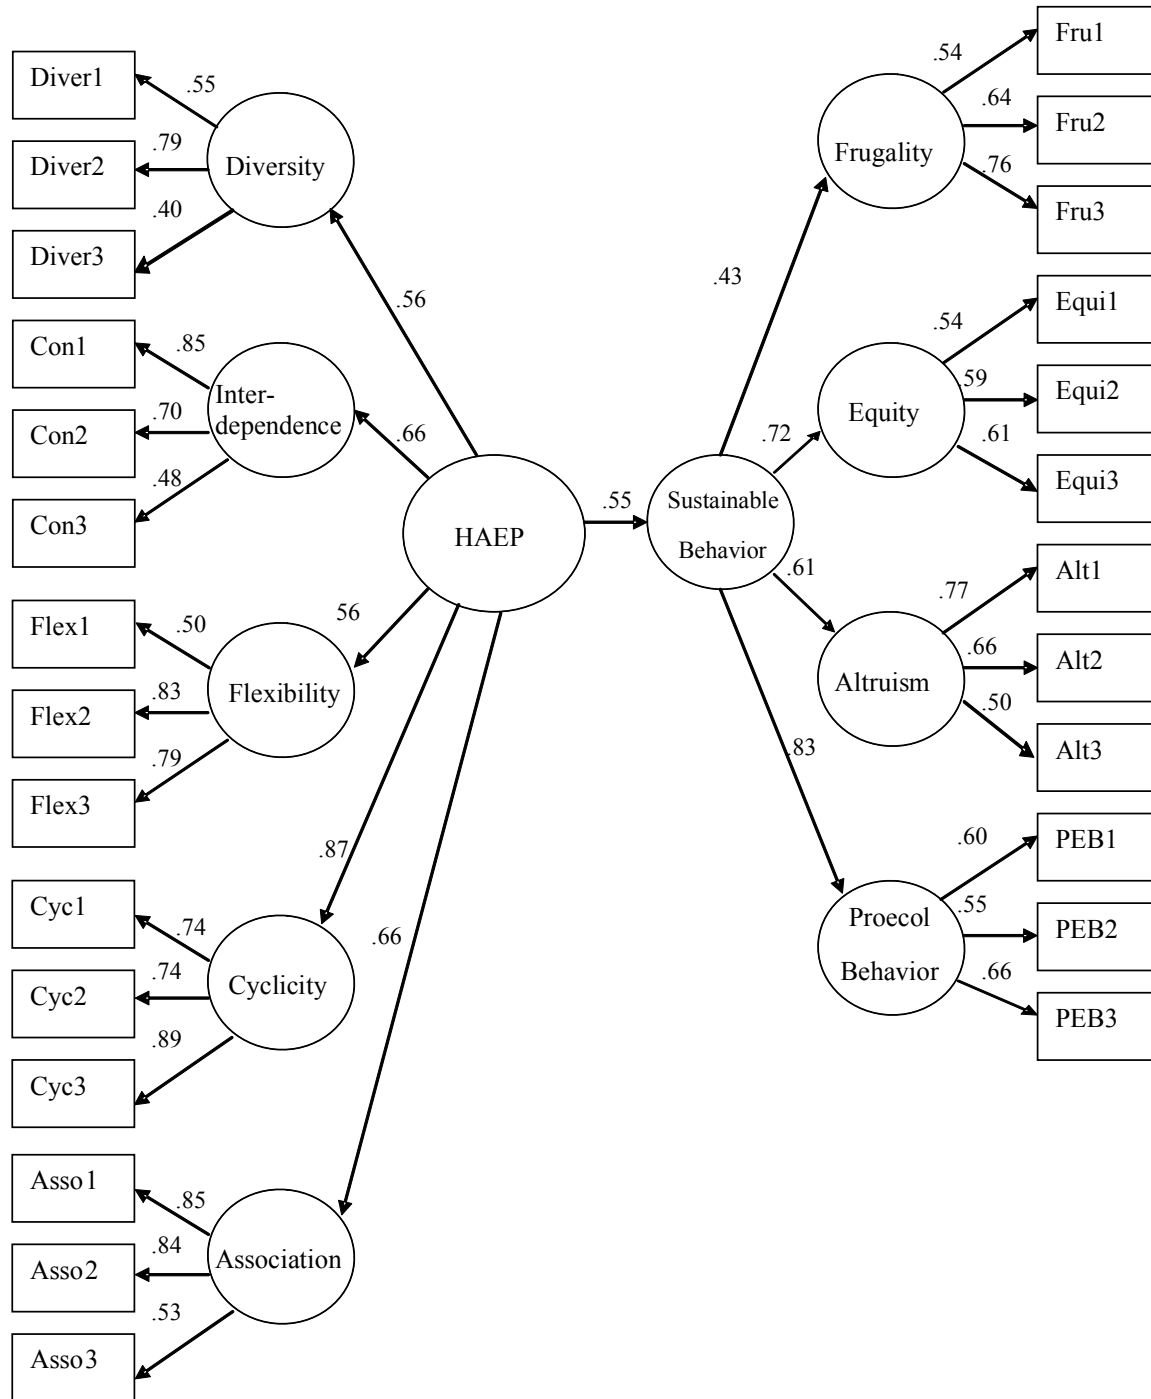 Diver1
.55
Diver2
.79
Diver3
.40
Diversity
.56
Con1
.85
Con2
.70
Con3
.48
Inter-
dependence
.66
HAEP
.55
Flex1
.50
Flex2
.83
Flex3
.79
Flexibility
56
Cyc1
.74
Cyc2
.74
Cyc3
.89
Cyclicity
.87
Asso1
.85
Asso2
.84
Asso3
.53
Association
.66
Sustainable
Behavior
.43
Frugality
.54
Fru1
.64
Fru2
.76
Fru3
.72
Equity
.54
Equi1
.59
Equi2
.61
Equi3
.61
Altruism
.77
Alt1
.66
Alt2
.50
Alt3
.83
Proecol
Behavior
.60
PEB1
.55
PEB2
.66
PEB3